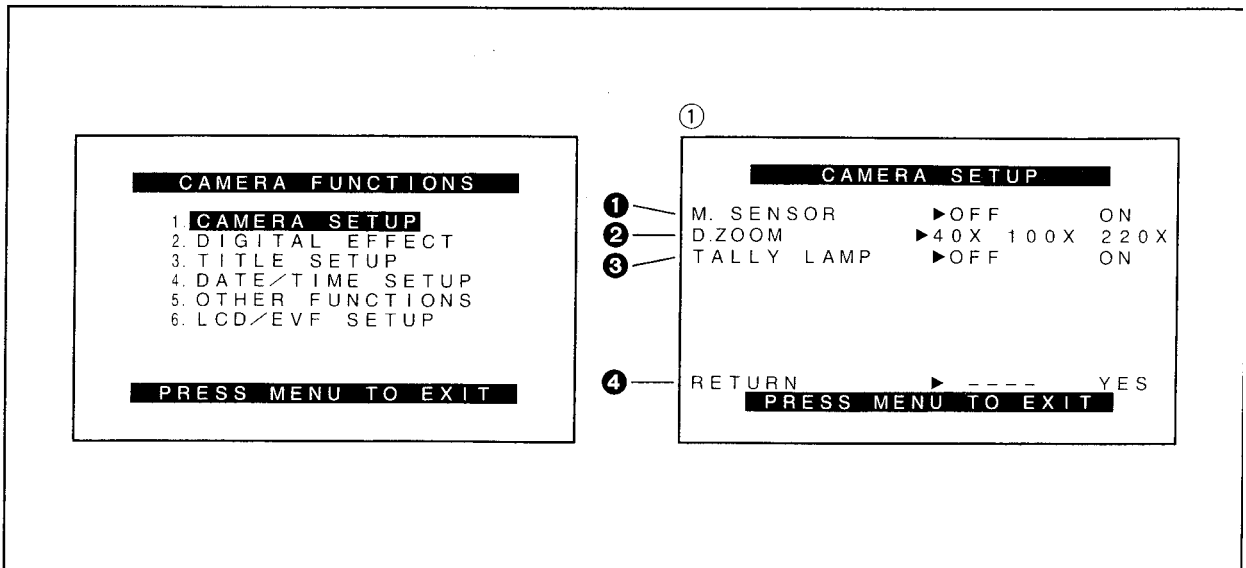 CAMERA FUNCTIONS
1. CAMERA SETUP
2. DIGITAL EFFECT
3. TITLE SETUP
4. DATE/TIME SETUP
5. OTHER FUNCTIONS
6. LCD/EVF SETUP
PRESS MENU TO EXIT
①
CAMERA SETUP
❶ M. SENSOR ▶OFF ON
❷ D.ZOOM ▶40X 100X 220X
❸ TALLY LAMP ▶OFF ON
❹ RETURN ▶ ---- YES
PRESS MENU TO EXIT